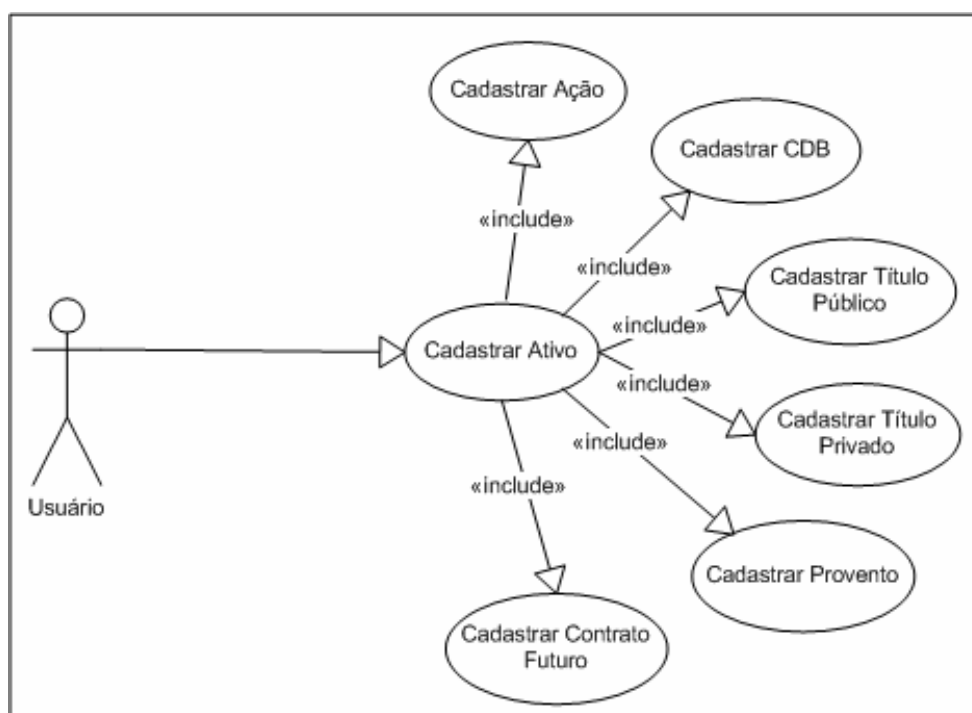 Cadastrar Ação
Cadastrar CDB
«include»
«include»
Cadastrar Título
Público
«include»
Cadastrar Ativo
«include»
Cadastrar Título
Privado
«include»
«include»
Usuário
Cadastrar Provento
Cadastrar Contrato
Futuro